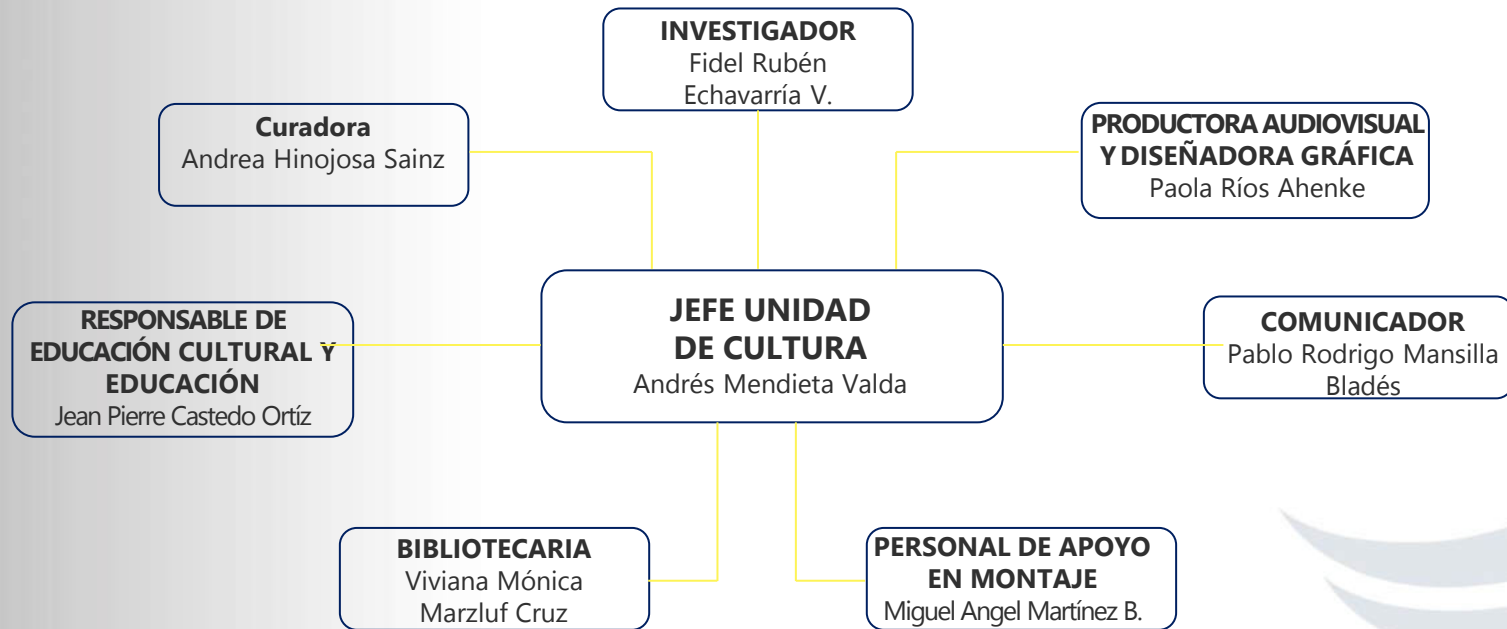 INVESTIGADOR
Fidel Rubén
Echavarría V.
Curadora
Andrea Hinojosa Sainz
PRODUCTORA AUDIOVISUAL
Y DISEÑADORA GRÁFICA
Paola Ríos Ahenke
JEFE UNIDAD
DE CULTURA
Andrés Mendieta Valda
RESPONSABLE DE
EDUCACIÓN CULTURAL Y
EDUCACIÓN
Jean Pierre Castedo Ortíz
COMUNICADOR
Pablo Rodrigo Mansilla
Bladés
BIBLIOTECARIA
Viviana Mónica
Marzluf Cruz
PERSONAL DE APOYO
EN MONTAJE
Miguel Angel Martínez B.